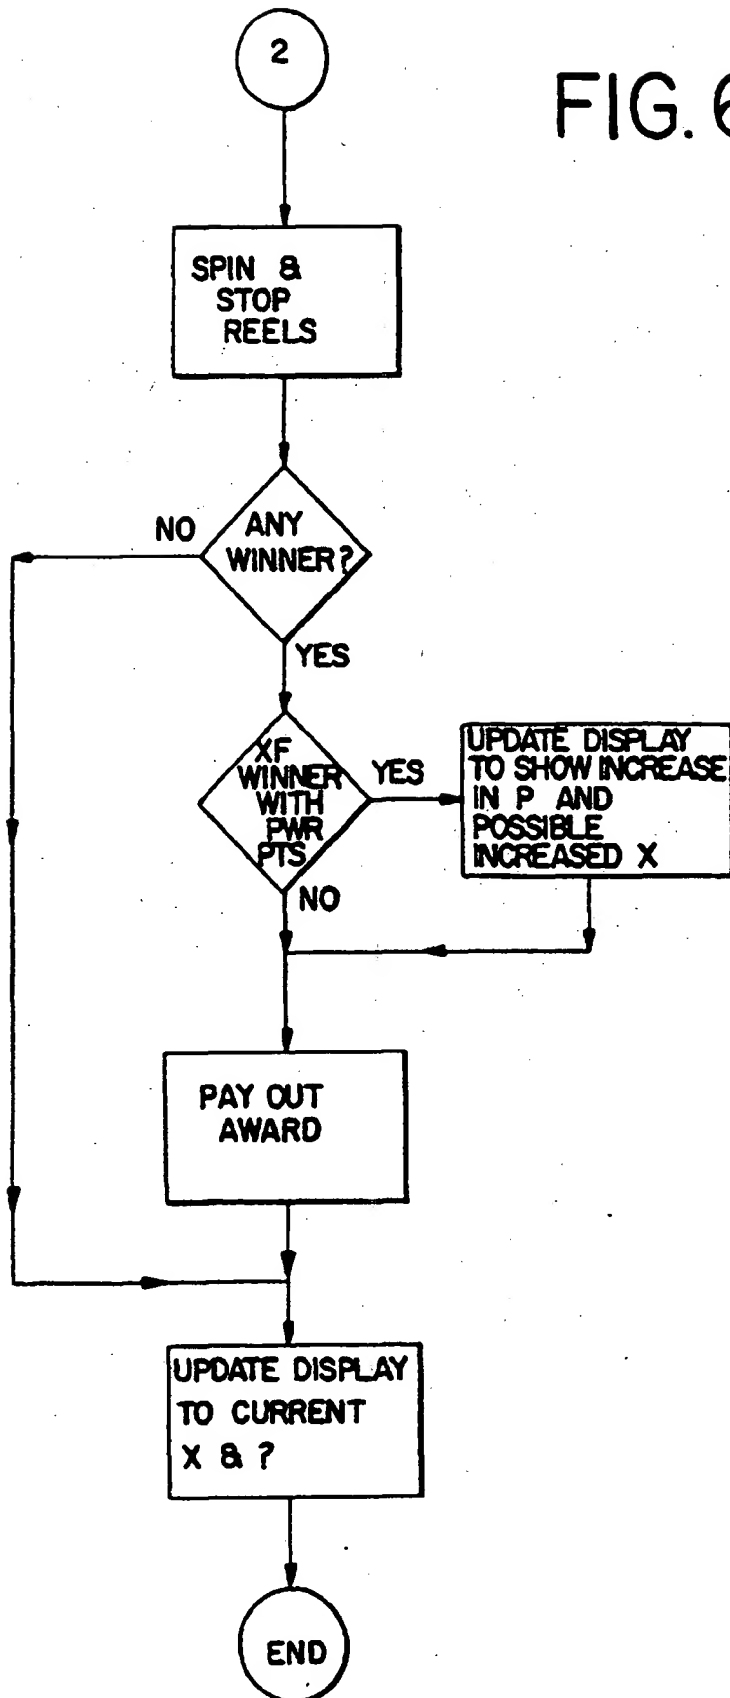 2
FIG. 6
SPIN &
STOP
REELS
ANY
WINNER?
NO
YES
XF
WINNER
WITH
PWR
PTS
YES
NO
UPDATE DISPLAY
TO SHOW INCREASE
IN P AND
POSSIBLE
INCREASED X
PAY OUT
AWARD
UPDATE DISPLAY
TO CURRENT
X & ?
END